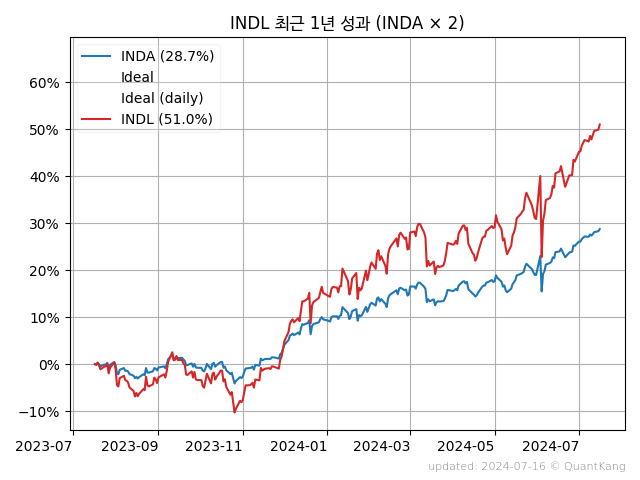 INDL 최근 1년 성과 (INDA × 2)
INDA (28.7%)
Ideal
Ideal (daily)
INDL (51.0%)
60%
50%
40%
30%
20%
10%
0%
−10%
2023-07 2023-09 2023-11 2024-01 2024-03 2024-05 2024-07
updated: 2024-07-16 © QuantKang